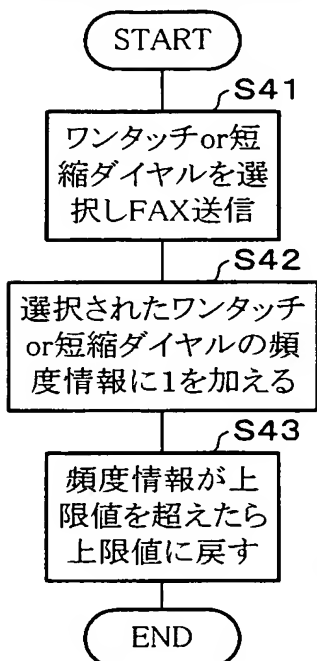 START
S41
ワンタッチor短
縮ダイヤルを選
択しFAX送信
S42
選択されたワンタッチ
or短縮ダイヤルの頻
度情報に1を加える
S43
頻度情報が上
限値を超えたら
上限値に戻す
END